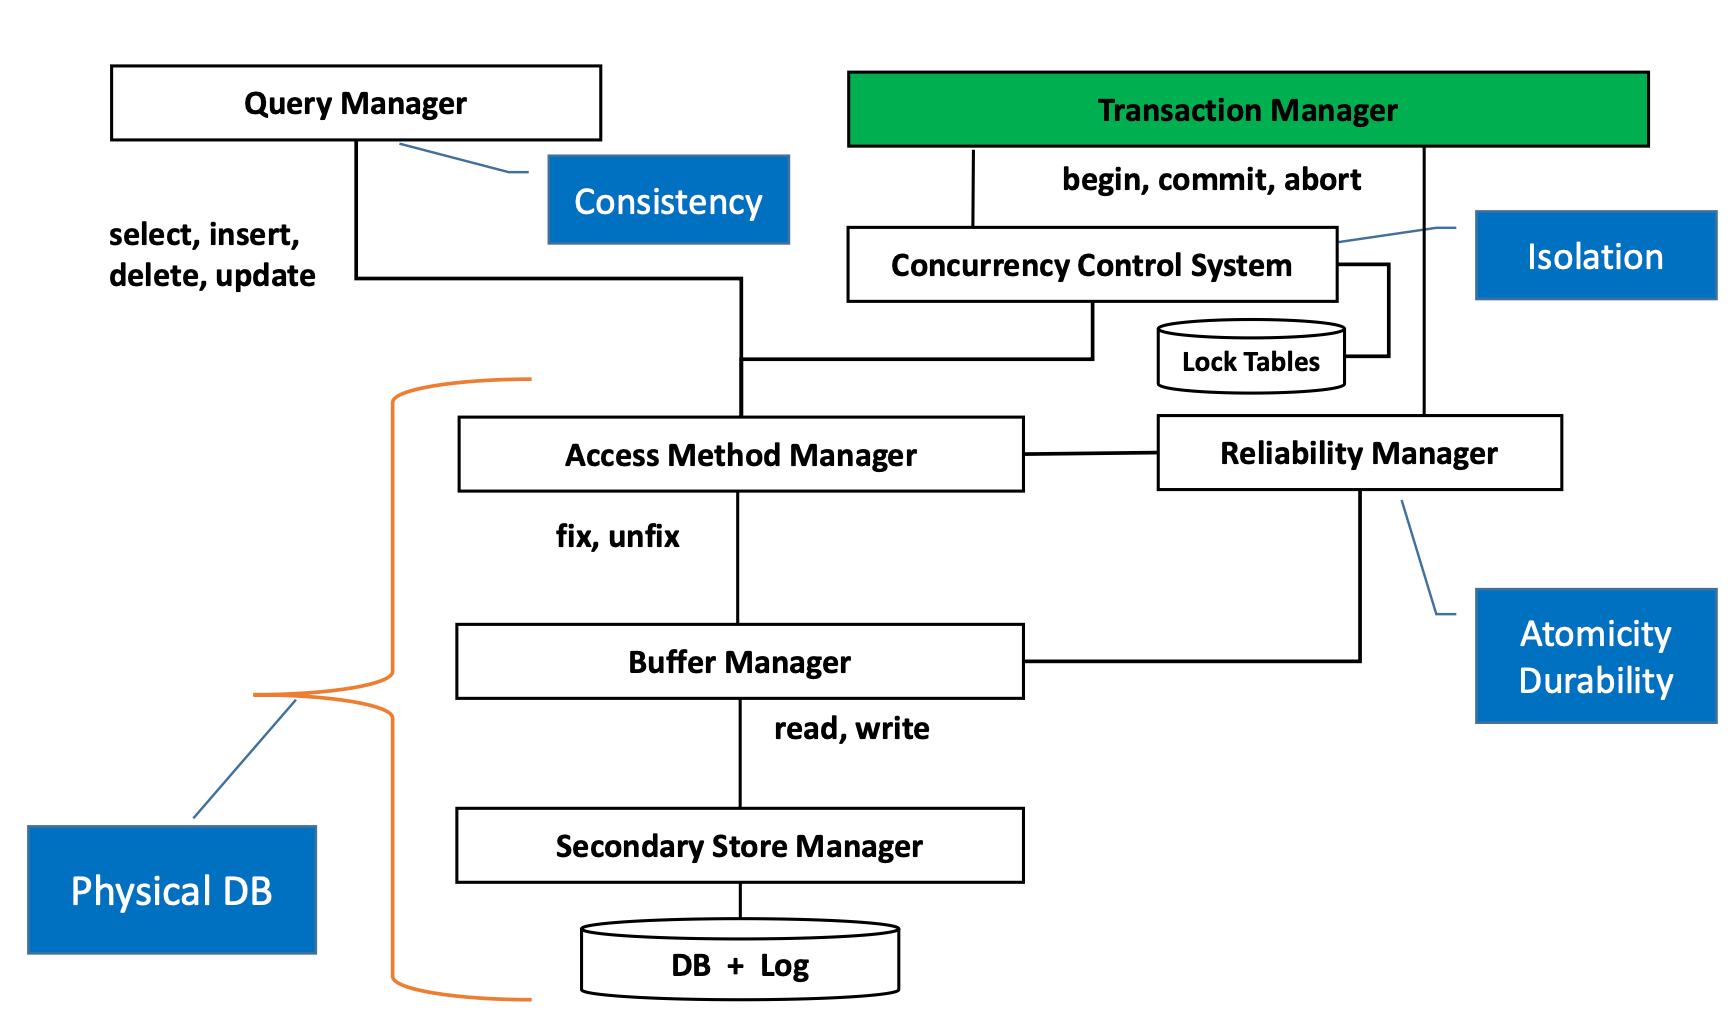 Query Manager
Transaction Manager
begin, commit, abort
Consistency
select, insert,
delete, update
Concurrency Control System
Isolation
Lock Tables
Access Method Manager
Reliability Manager
fix, unfix
Buffer Manager
Atomicity
Durability
read, write
Secondary Store Manager
Physical DB
DB + Log